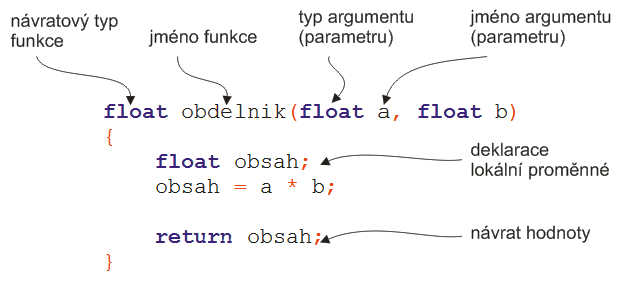 návratový typ
funkce
jméno funkce
typ argumentu
(parametru)
jméno argumentu
(parametru)
float obdelnik(float a, float b)
{
float obsah;
obsah = a * b;
return obsah;
}
deklarace
lokální proměnné
návrat hodnoty